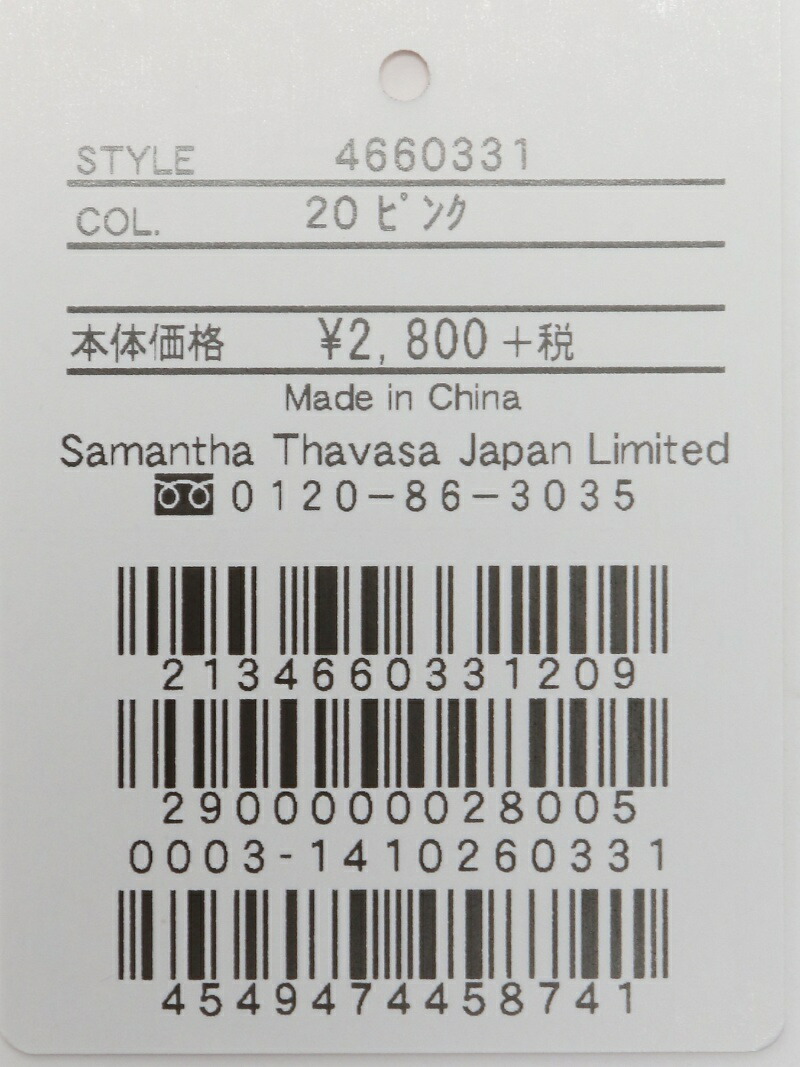 STYLE 4660331
COL. 20 ﾋﾟﾝｸ
本体価格 ¥2,800+税
Made in China
Samantha Thavasa Japan Limited
0120-86-3035
2134660331209
2900000028005
0003-1410260331
4549474458741